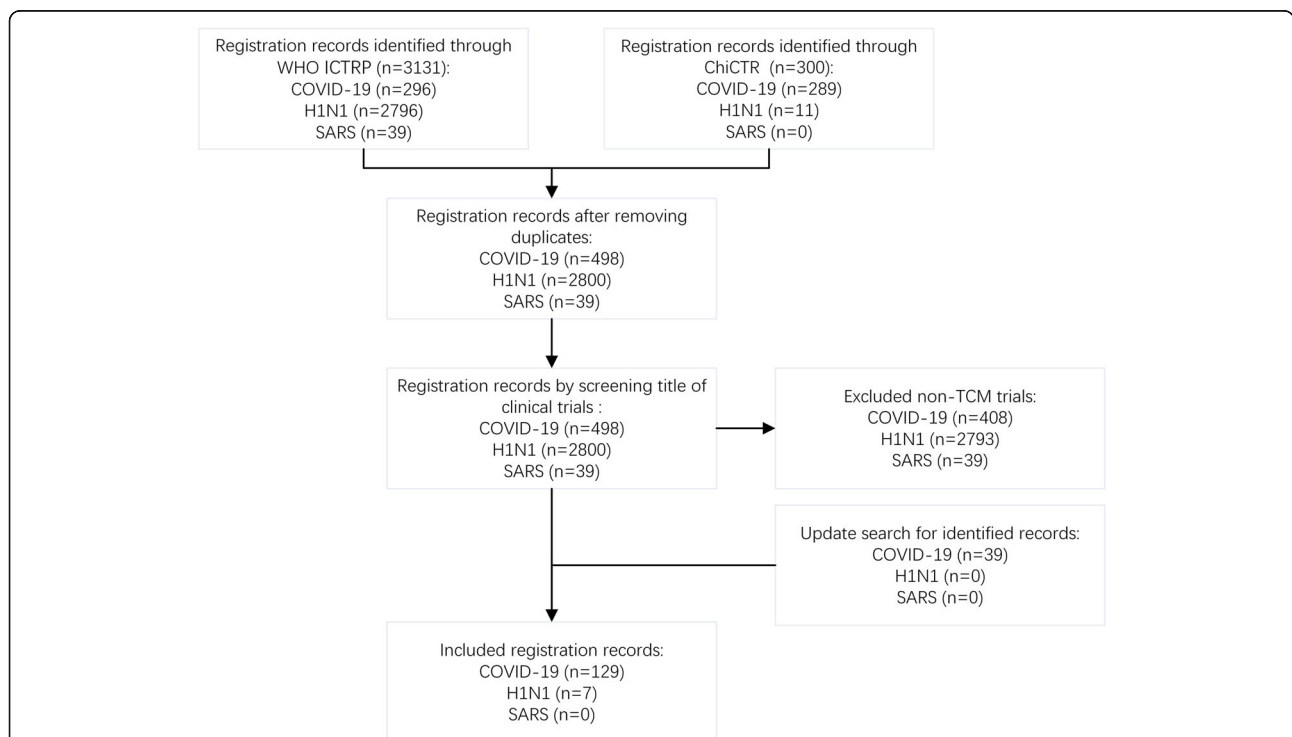 Registration records identified through
WHO ICTRP (n=3131):
COVID-19 (n=296)
H1N1 (n=2796)
SARS (n=39)
Registration records identified through
ChiCTR (n=300):
COVID-19 (n=289)
H1N1 (n=11)
SARS (n=0)
Registration records after removing
duplicates:
COVID-19 (n=498)
H1N1 (n=2800)
SARS (n=39)
Registration records by screening title of
clinical trials :
COVID-19 (n=498)
H1N1 (n=2800)
SARS (n=39)
Excluded non-TCM trials:
COVID-19 (n=408)
H1N1 (n=2793)
SARS (n=39)
Update search for identified records:
COVID-19 (n=39)
H1N1 (n=0)
SARS (n=0)
Included registration records:
COVID-19 (n=129)
H1N1 (n=7)
SARS (n=0)